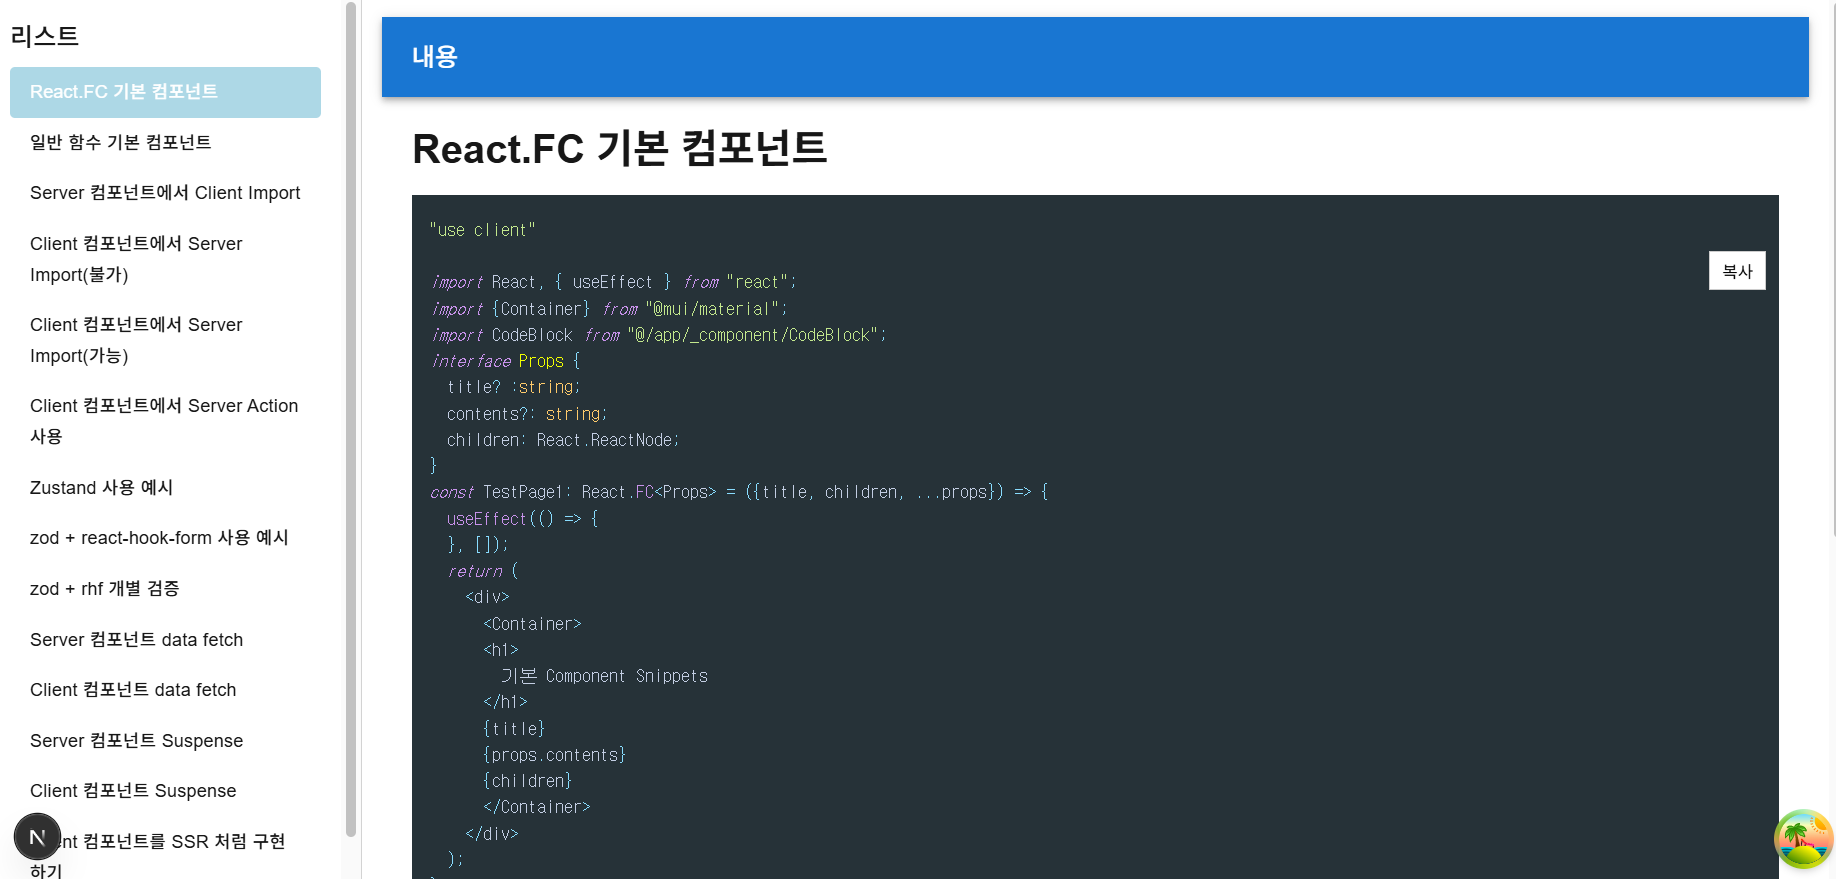 리스트
React.FC 기본 컴포넌트
일반 함수 기본 컴포넌트
Server 컴포넌트에서 Client Import
Client 컴포넌트에서 Server
Import(불가)
Client 컴포넌트에서 Server
Import(가능)
Client 컴포넌트에서 Server Action
사용
Zustand 사용 예시
zod + react-hook-form 사용 예시
zod + rhf 개별 검증
Server 컴포넌트 data fetch
Client 컴포넌트 data fetch
Server 컴포넌트 Suspense
Client 컴포넌트 Suspense
컴포넌트를 SSR 처럼 구현
하기
N
내용
React.FC 기본 컴포넌트
복사
"use client"
import React, { useEffect } from "react";
import {Container} from "@mui/material";
import CodeBlock from "@/app/_component/CodeBlock";
interface Props {
  title? :string;
  contents?: string;
  children: React.ReactNode;
}
const TestPage1: React.FC<Props> = ({title, children, ...props}) => {
  useEffect(() => {
  }, []);
  return (
    <div>
      <Container>
      <h1>
        기본 Component Snippets
      </h1>
      {title}
      {props.contents}
      {children}
      </Container>
    </div>
  );